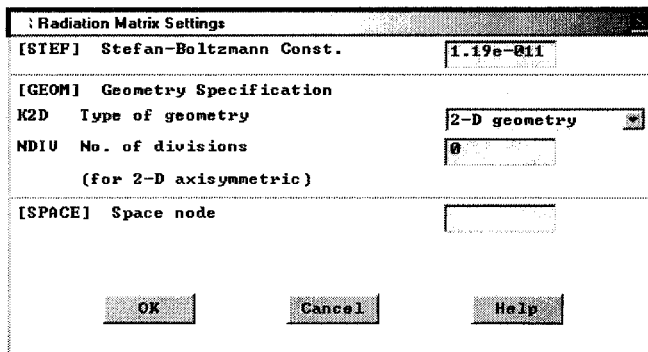 Radiation Matrix Settings
[STEF] Stefan-Boltzmann Const. 1.19e-011
[GEOM] Geometry Specification
K2D Type of geometry 2-D geometry
NDIV No. of divisions 0
(for 2-D axisymmetric)
[SPACE] Space node
OK Cancel Help